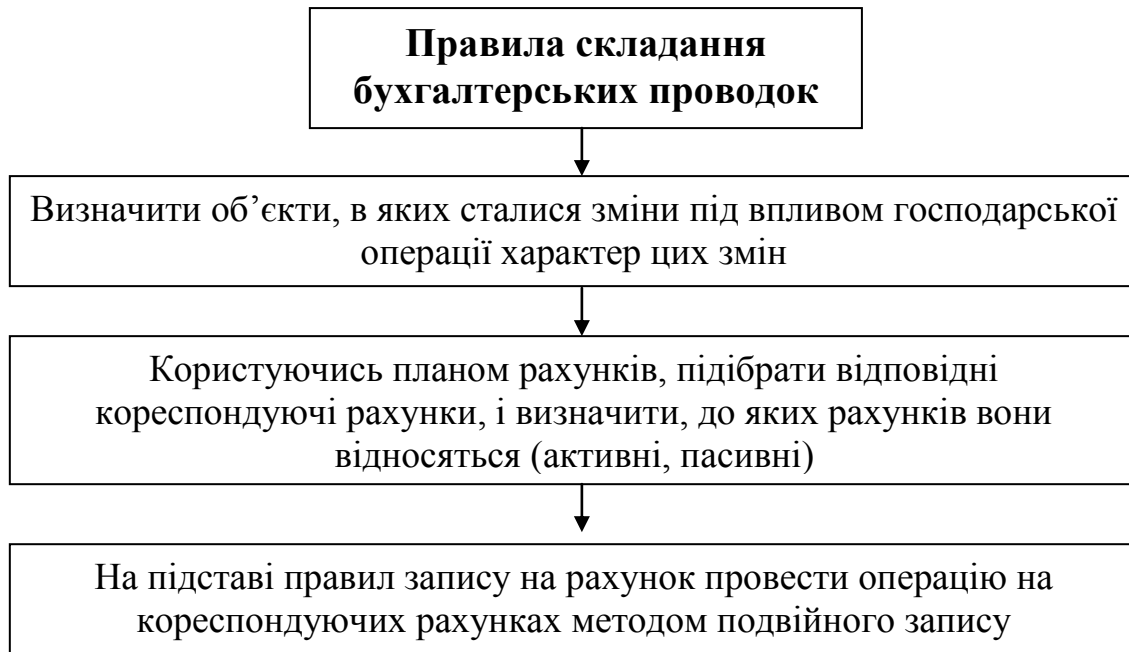 Правила складання
бухгалтерських проводок
Визначити об’єкти, в яких сталися зміни під впливом господарської
операції характер цих змін
Користуючись планом рахунків, підібрати відповідні
кореспондуючі рахунки, і визначити, до яких рахунків вони
відносяться (активні, пасивні)
На підставі правил запису на рахунок провести операцію на
кореспондуючих рахунках методом подвійного запису